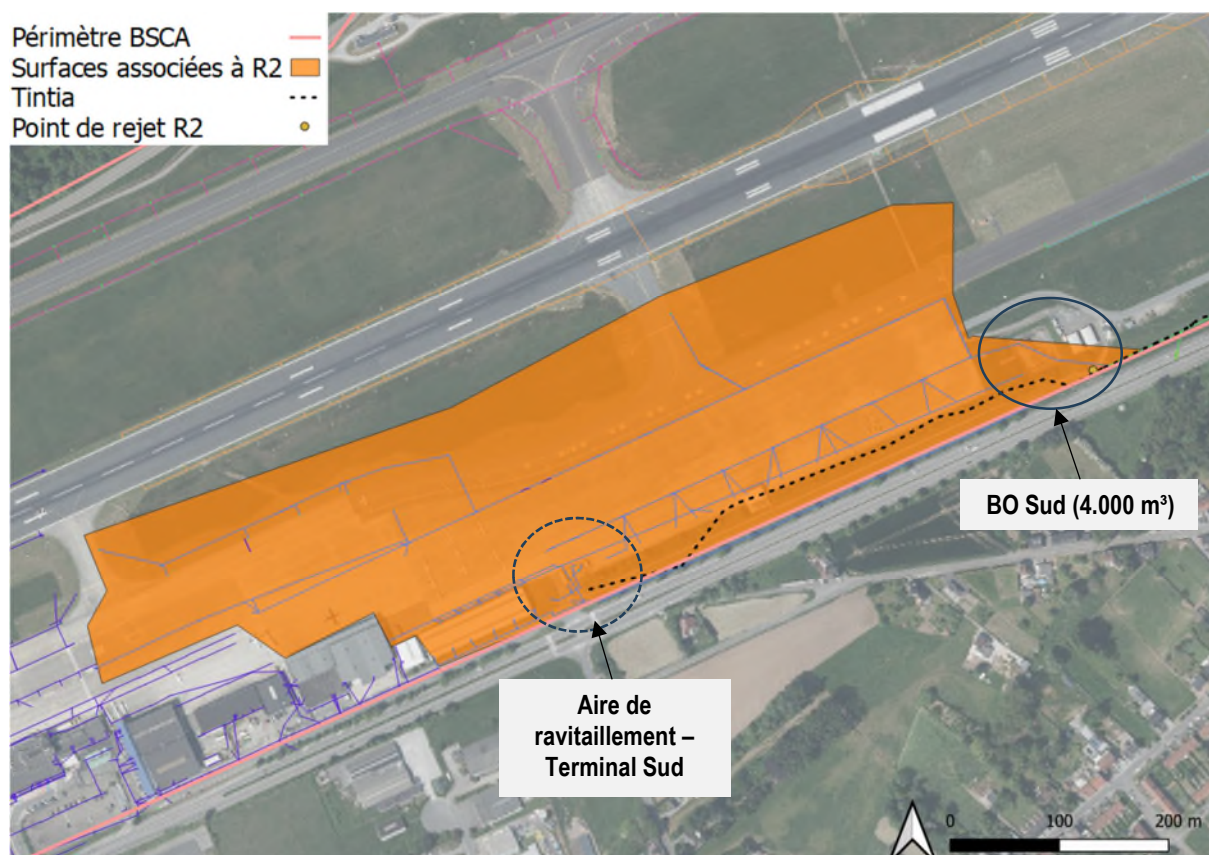 Périmètre BSCA
Surfaces associées à R2
Tintia
Point de rejet R2
BO Sud (4.000 m³)
Aire de
ravitaillement –
Terminal Sud
0
100
200 m